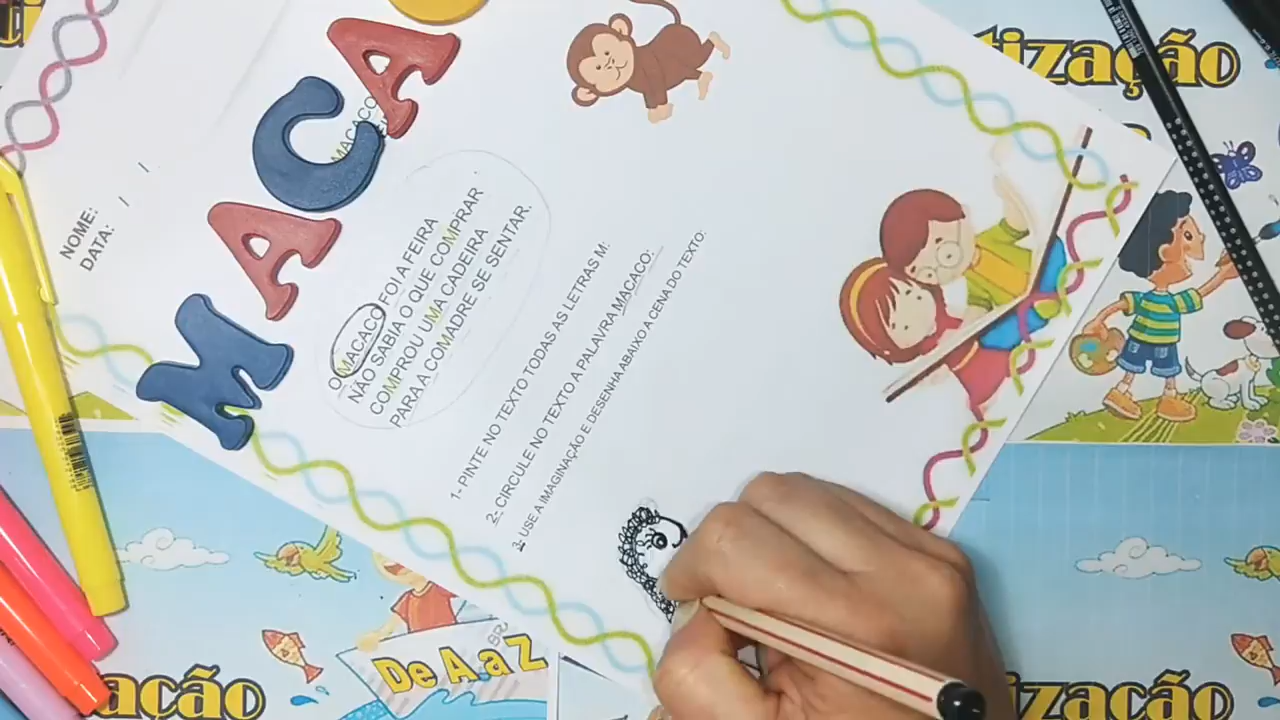 MACA
NOME:
DATA: / /
MACACO
O MACACO FOI A FEIRA
NÃO SABIA O QUE COMPRAR
COMPROU UMA CADEIRA
PARA A COMADRE SE SENTAR.
1- PINTE NO TEXTO TODAS AS LETRAS M:
2- CIRCULE NO TEXTO A PALAVRA MACACO:
3- USE A IMAGINAÇÃO E DESENHA ABAIXO A CENA DO TEXTO:
tização
De A a Z
ação
ização